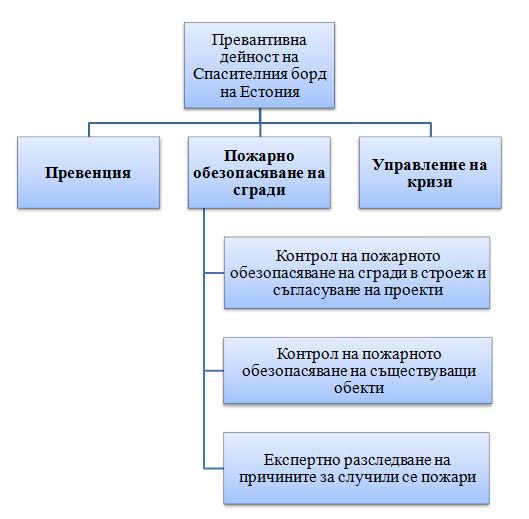 Превантивна
дейност на
Спасителния борд
на Естония
Превенция
Пожарно
обезопасяване на
сгради
Управление на
кризи
Контрол на пожарното
обезопасяване на сгради в строеж и
съгласуване на проекти
Контрол на пожарното
обезопасяване на съществуващи
обекти
Експертно разследване на
причините за случили се пожари